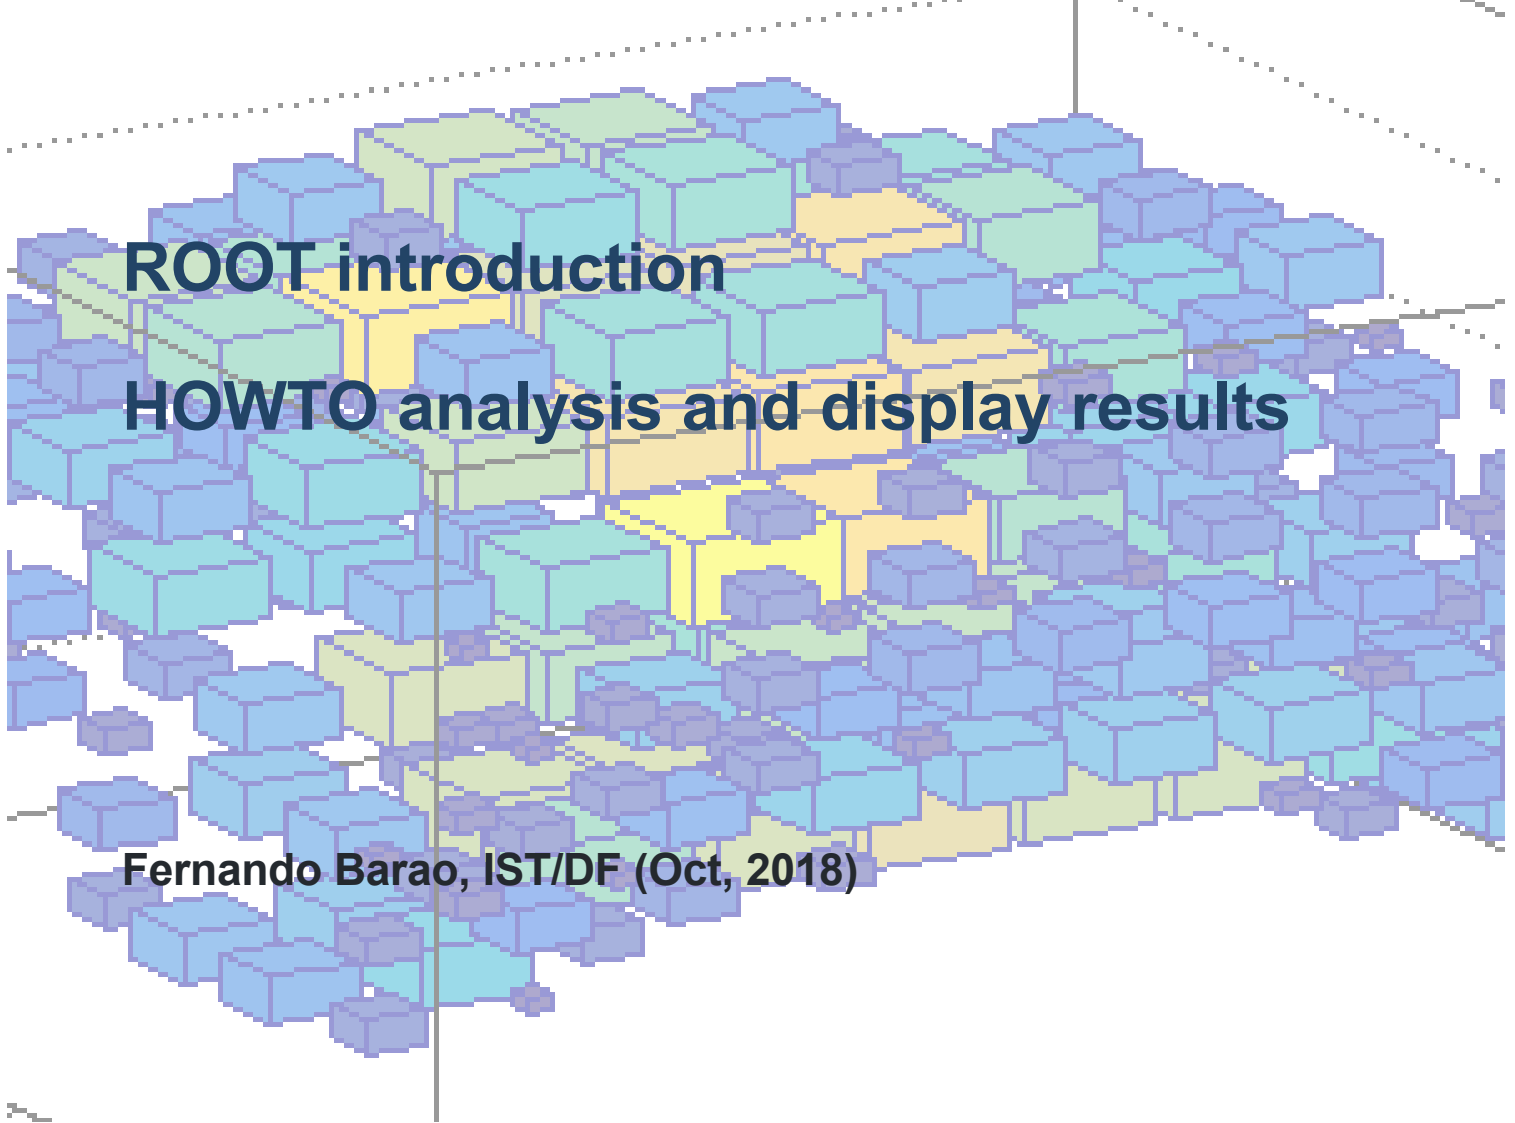 ROOT introduction
HOWTO analysis and display results
Fernando Barao, IST/DF (Oct, 2018)